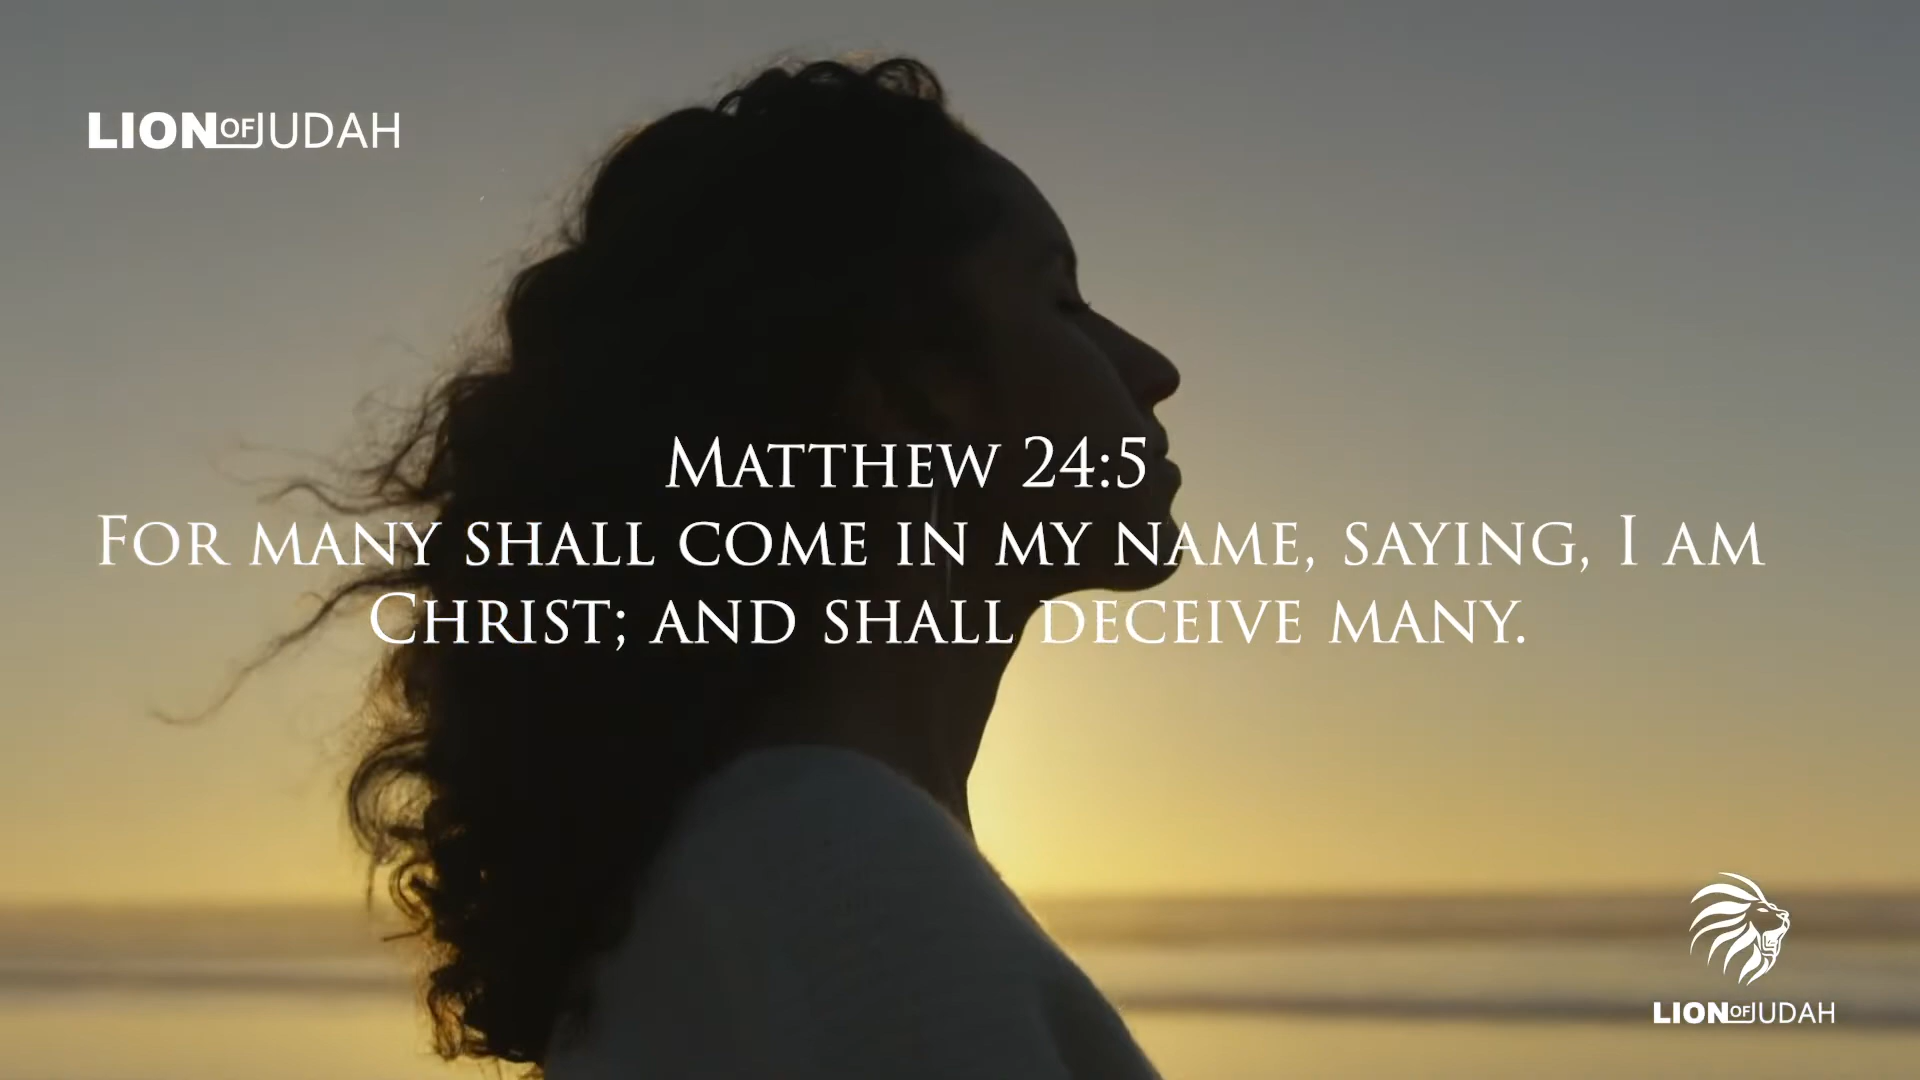 LION OF JUDAH
Matthew 24:5
For many shall come in my name, saying, I am
Christ; and shall deceive many.
LION OF JUDAH